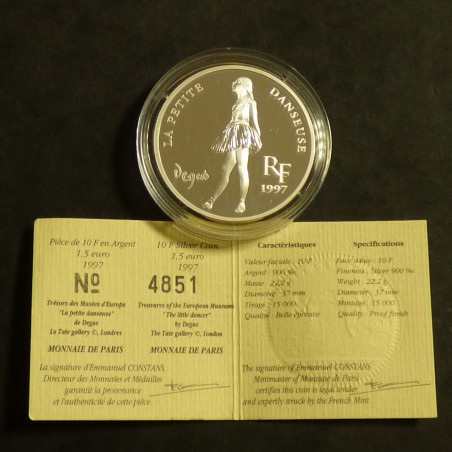 LA PETITE DANSEUSE
Degas
RF
1997
Pièce de 10 F en Argent
1,5 euro
1997
10 F Silver Coin
1,5 euro
1997
Nº 4851
Trésors des Musées d'Europe
"La petite danseuse"
de Degas
La Tate gallery ©, Londres
Treasures of the European Museums
"The little dancer"
by Degas
The Tate gallery ©, London
MONNAIE DE PARIS
MONNAIE DE PARIS
La signature d'Emmanuel CONSTANS,
Directeur des Monnaies et Médailles
garantit la provenance
et l'authenticité de cette pièce.
Caractéristiques
Valeur faciale : 10 F
Argent : 900 ‰
Masse : 22,2 g
Diamètre : 37 mm
Tirage : 15 000
Qualité : Belle épreuve
Specifications
Face value : 10 F
Fineness : Silver 900 ‰
Weight : 22,2 g
Diameter : 37 mm
Mintage : 15 000
Quality : Proof finish
The signature of Emmanuel CONSTANS
Mintmaster of Monnaie de Paris
certifies this coin is legal tender
and expertly struck by the French Mint